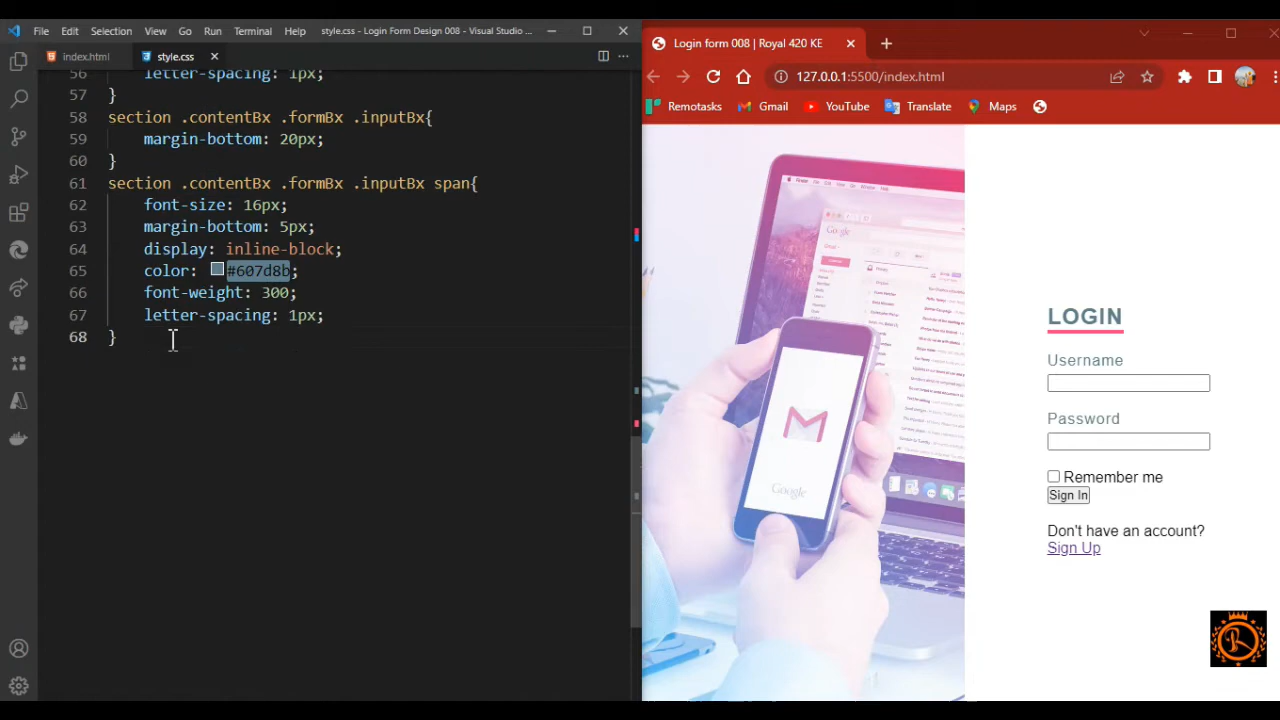 File Edit Selection View Go Run Terminal Help style.css - Login Form Design 008 - Visual Studio ...
index.html style.css
56 letter-spacing: 1px;
57 }
58 section .contentBx .formBx .inputBx{
59 margin-bottom: 20px;
60 }
61 section .contentBx .formBx .inputBx span{
62 font-size: 16px;
63 margin-bottom: 5px;
64 display: inline-block;
65 color: #607d8b;
66 font-weight: 300;
67 letter-spacing: 1px;
68 }
Login form 008 | Royal 420 KE
127.0.0.1:5500/index.html
Remotasks Gmail YouTube Translate Maps
Google
Google
LOGIN
Username
Password
Remember me
Sign In
Don't have an account?
Sign Up